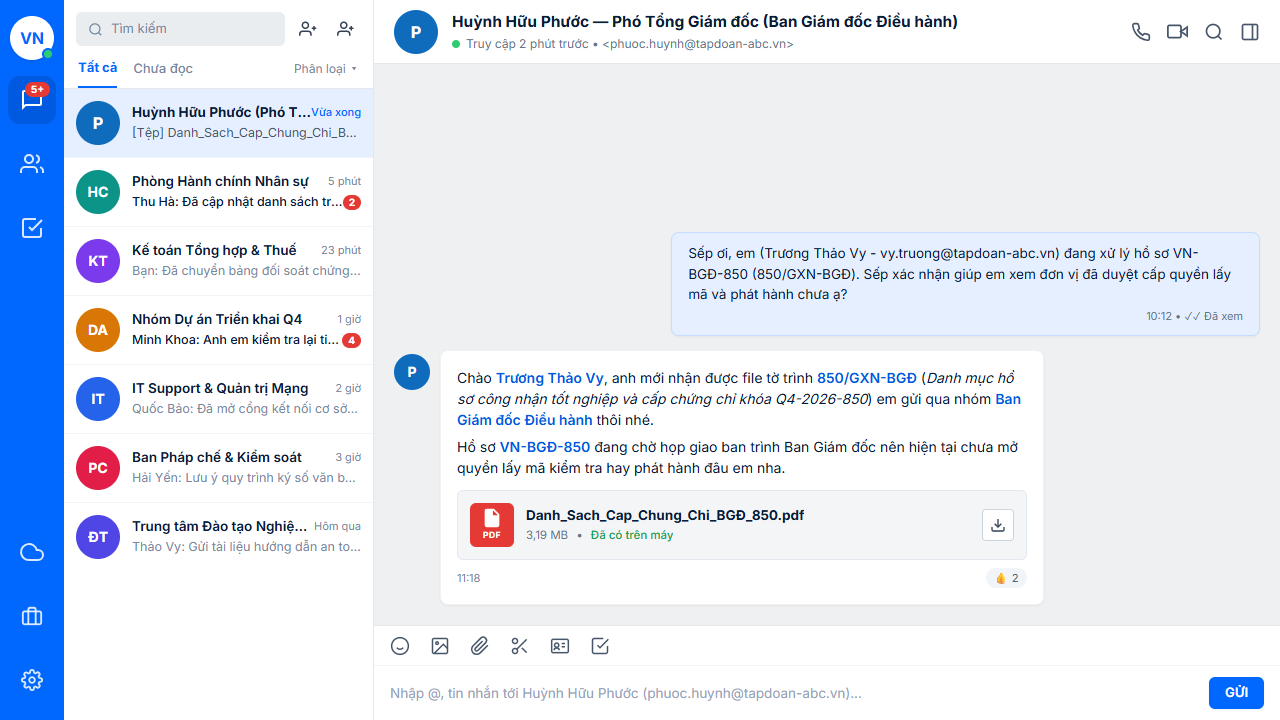 VN
5+
Tìm kiếm
Tất cả
Chưa đọc
Phân loại
P
Huỳnh Hữu Phước (Phó T...
Vừa xong
[Tệp] Danh_Sach_Cap_Chung_Chi_B...
HC
Phòng Hành chính Nhân sự
5 phút
Thu Hà: Đã cập nhật danh sách tr...
2
KT
Kế toán Tổng hợp & Thuế
23 phút
Bạn: Đã chuyển bảng đối soát chứng...
DA
Nhóm Dự án Triển khai Q4
1 giờ
Minh Khoa: Anh em kiểm tra lại ti...
4
IT
IT Support & Quản trị Mạng
2 giờ
Quốc Bảo: Đã mở cổng kết nối cơ sở...
PC
Ban Pháp chế & Kiểm soát
3 giờ
Hải Yến: Lưu ý quy trình ký số văn b...
ĐT
Trung tâm Đào tạo Nghiệ...
Hôm qua
Thảo Vy: Gửi tài liệu hướng dẫn an to...
P
Huỳnh Hữu Phước — Phó Tổng Giám đốc (Ban Giám đốc Điều hành)
Truy cập 2 phút trước • <phuoc.huynh@tapdoan-abc.vn>
Sếp ơi, em (Trương Thảo Vy - vy.truong@tapdoan-abc.vn) đang xử lý hồ sơ VN-
BGĐ-850 (850/GXN-BGĐ). Sếp xác nhận giúp em xem đơn vị đã duyệt cấp quyền lấy
mã và phát hành chưa ạ?
10:12 • ✓✓ Đã xem
P
Chào Trương Thảo Vy, anh mới nhận được file tờ trình 850/GXN-BGĐ (Danh mục hồ
sơ công nhận tốt nghiệp và cấp chứng chỉ khóa Q4-2026-850) em gửi qua nhóm Ban
Giám đốc Điều hành thôi nhé.
Hồ sơ VN-BGĐ-850 đang chờ họp giao ban trình Ban Giám đốc nên hiện tại chưa mở
quyền lấy mã kiểm tra hay phát hành đâu em nha.
PDF
Danh_Sach_Cap_Chung_Chi_BGĐ_850.pdf
3,19 MB • Đã có trên máy
11:18
👍 2
Nhập @, tin nhắn tới Huỳnh Hữu Phước (phuoc.huynh@tapdoan-abc.vn)...
GỬI